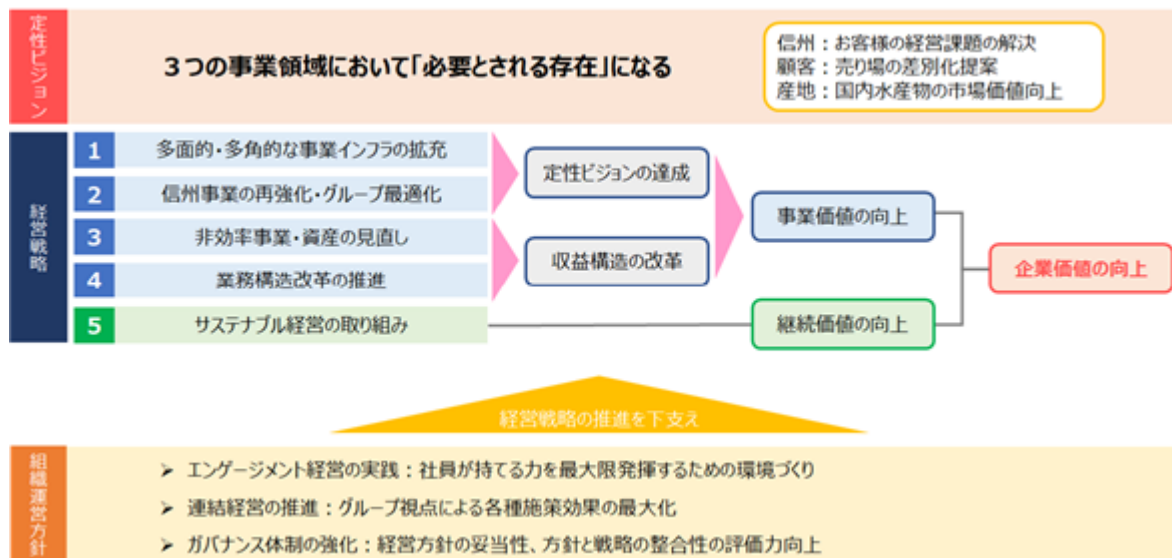 定性ビジョン
３つの事業領域において「必要とされる存在」になる
信州：お客様の経営課題の解決
顧客：売り場の差別化提案
産地：国内水産物の市場価値向上
経営戦略
1 多面的・多角的な事業インフラの拡充
2 信州事業の再強化・グループ最適化
3 非効率事業・資産の見直し
4 業務構造改革の推進
5 サステナブル経営の取り組み
定性ビジョンの達成
収益構造の改革
事業価値の向上
継続価値の向上
企業価値の向上
経営戦略の推進を下支え
組織運営方針
➢ エンゲージメント経営の実践：社員が持てる力を最大限発揮するための環境づくり
➢ 連結経営の推進：グループ視点による各種施策効果の最大化
➢ ガバナンス体制の強化：経営方針の妥当性、方針と戦略の整合性の評価力向上